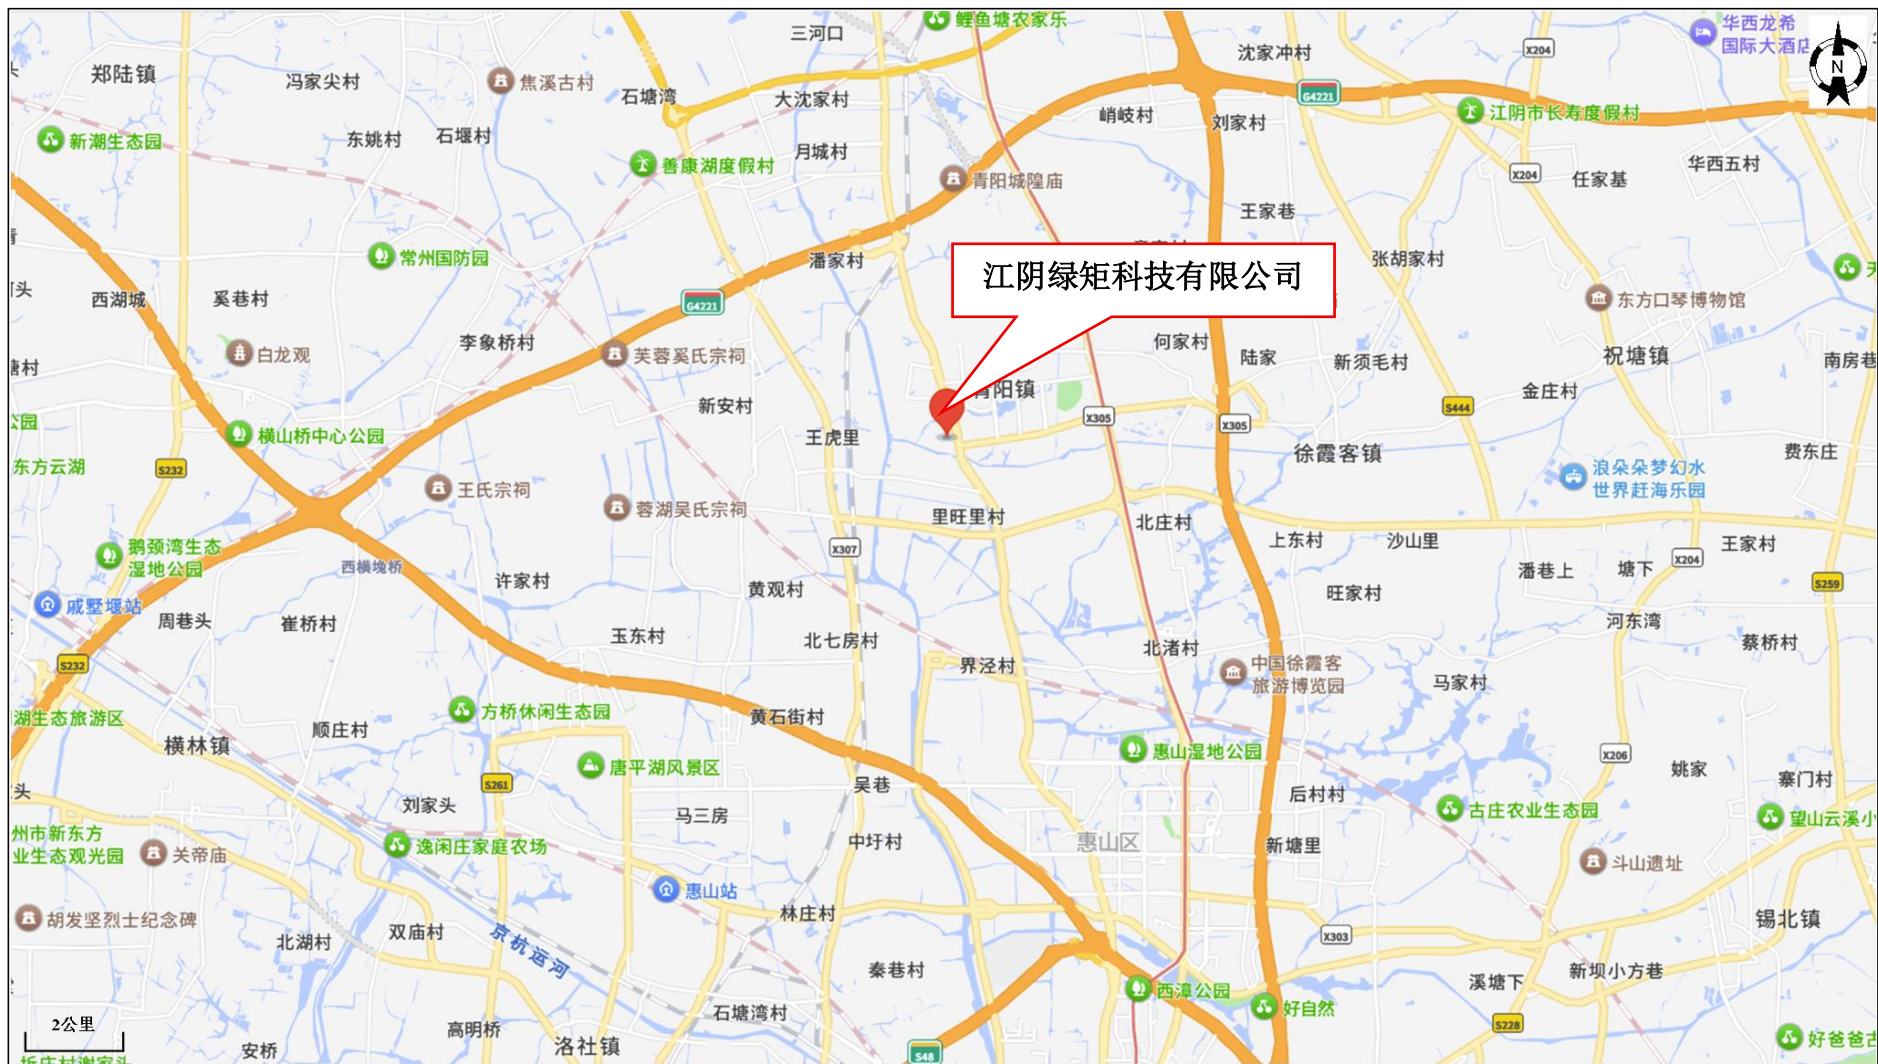 鲤鱼塘农家乐
华西龙希
国际大酒店
三河口
沈家冲村
X204
N
郑陆镇
冯家尖村
焦溪古村
石塘湾
大沈家村
G4221
峭岐村
刘家村
江阴市长寿度假村
新潮生态园
东姚村
石堰村
月城村
善康湖度假村
青阳城隍庙
X204
任家基
华西五村
王家巷
常州国防园
潘家村
张胡家村
江阴绿矩科技有限公司
西湖城
奚巷村
G4221
东方口琴博物馆
李象桥村
白龙观
芙蓉奚氏宗祠
何家村
陆家
新须毛村
祝塘镇
南房巷
塘村
青阳镇
金庄村
新安村
S444
X305
X305
公园
横山桥中心公园
王虎里
徐霞客镇
费东庄
东方云湖
S232
浪朵朵梦幻水
世界赶海乐园
王氏宗祠
蓉湖吴氏宗祠
里旺里村
北庄村
鹅颈湾生态
湿地公园
X307
上东村
沙山里
王家村
X204
西横塊桥
许家村
黄观村
潘巷上
塘下
S259
旺家村
戚墅堰站
周巷头
崔桥村
玉东村
北七房村
北渚村
河东湾
蔡桥村
S232
界泾村
中国徐霞客
旅游博览园
马家村
湖生态旅游区
方桥休闲生态园
黄石街村
顺庄村
横林镇
惠山湿地公园
X206
姚家
寨门村
唐平湖风景区
S261
吴巷
头
刘家头
马三房
后村村
古庄农业生态园
望山云溪小
州市新东方
业生态观光园
关帝庙
逸闲庄家庭农场
中圩村
惠山区
新塘里
斗山遗址
惠山站
胡发坚烈士纪念碑
林庄村
锡北镇
双庙村
北湖村
京杭运河
X303
秦巷村
新坝小方巷
溪塘下
西漳公园
好自然
石塘湾村
2公里
高明桥
S228
好爸爸古
安桥
洛社镇
S48